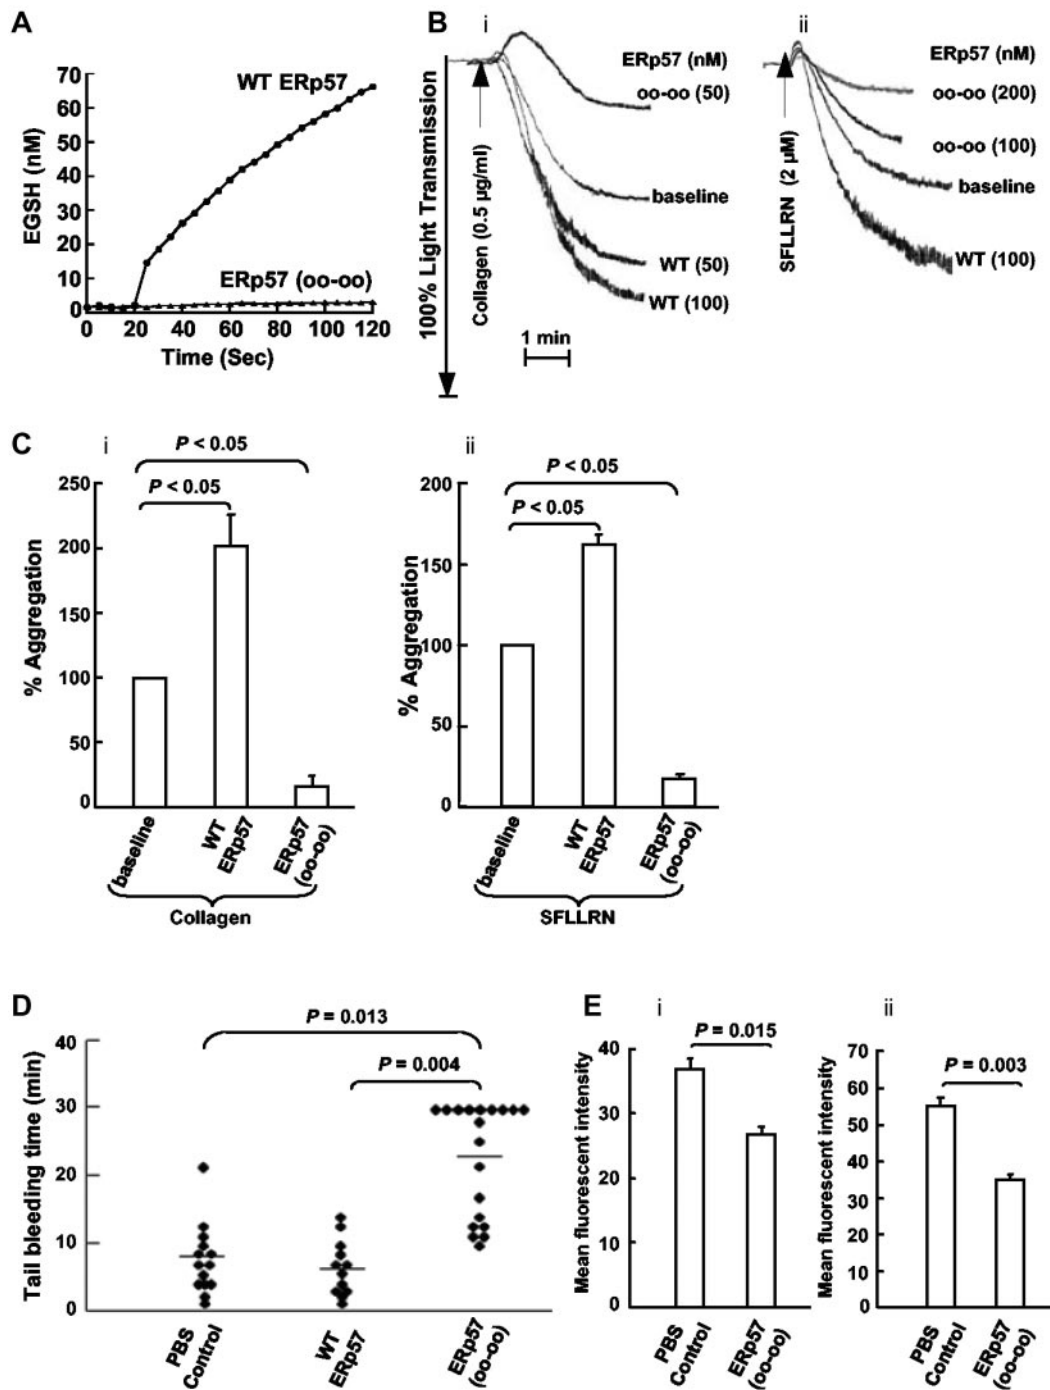 A
EGSH (nM)
70
60
50
40
30
20
10
0
WT ERp57
ERp57 (oo-oo)
0 20 40 60 80 100 120
Time (Sec)
B
i
100% Light Transmission
Collagen (0.5 µg/ml)
ERp57 (nM)
oo-oo (50)
baseline
WT (50)
WT (100)
1 min
ii
SFLLRN (2 µM)
ERp57 (nM)
oo-oo (200)
oo-oo (100)
baseline
WT (100)
C
i
P < 0.05
P < 0.05
% Aggregation
250
200
150
100
50
0
baseline
WT
ERp57
ERp57
(oo-oo)
Collagen
ii
P < 0.05
P < 0.05
% Aggregation
200
150
100
50
0
baseline
WT
ERp57
ERp57
(oo-oo)
SFLLRN
D
P = 0.013
P = 0.004
Tail bleeding time (min)
40
30
20
10
0
PBS
Control
WT
ERp57
ERp57
(oo-oo)
E
i
P = 0.015
Mean fluorescent intensity
40
30
20
10
0
PBS
Control
ERp57
(oo-oo)
ii
P = 0.003
Mean fluorescent intensity
70
60
50
40
30
20
10
0
PBS
Control
ERp57
(oo-oo)